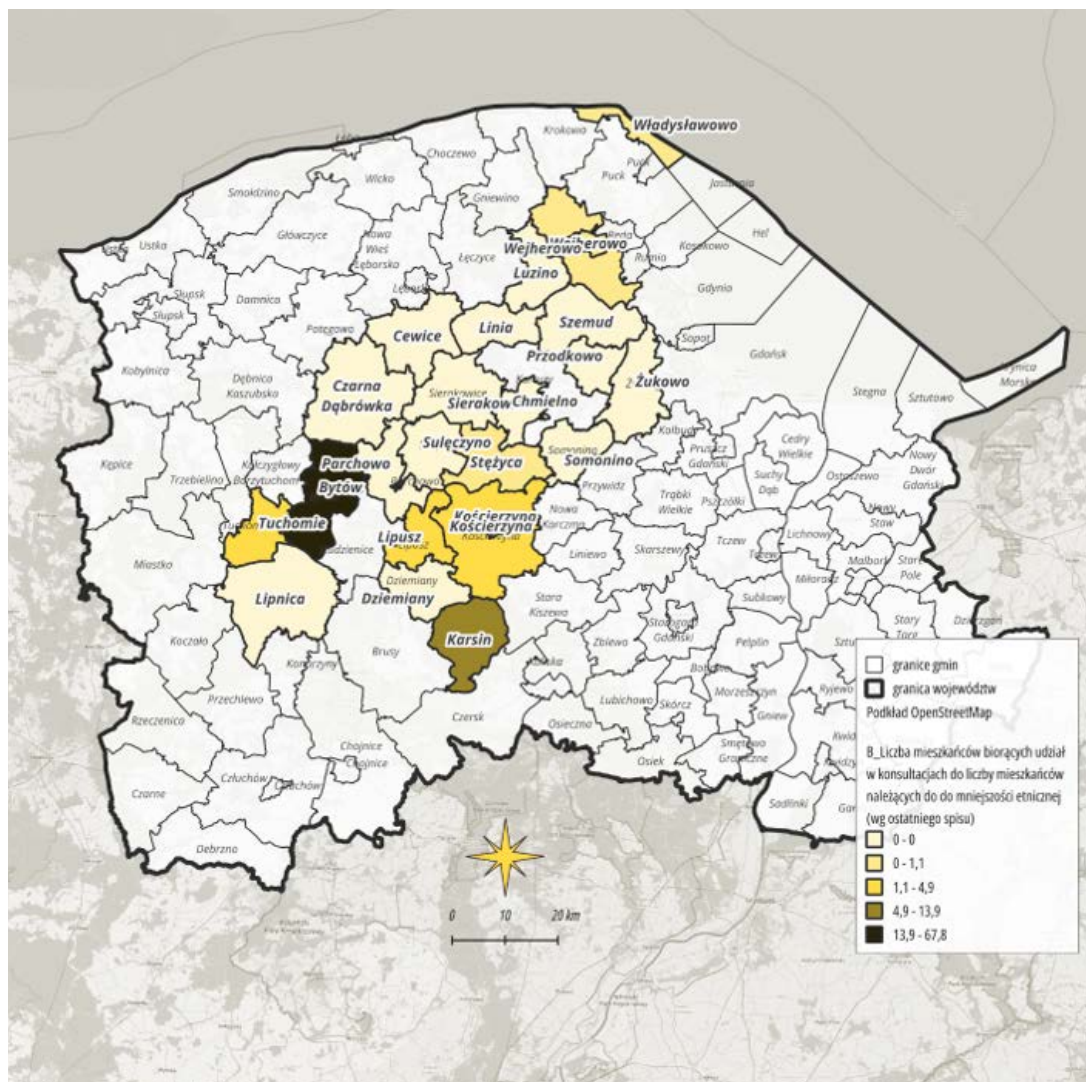 Władysławowo
Krokowa
Choczewo
Puck
Puck
Wicko
Jastarnia
Smołdzino
Gniewino
Hel
Główczyce
Nowa
Wieś
Lęborska
Wejherowo
Wejherowo
Kosakowo
Ustka
Łęczyce
Rumia
Luzino
Gdynia
Słupsk
Damnica
Słupsk
Cewice
Linia
Szemud
Potęgowo
Sopot
Gdańsk
Przodkowo
Kobylnica
Dębnica
Kaszubska
Czarna
Dąbrówka
Sierakowice
Chmielno
Żukowo
Krynica
Morska
Stegna
Sztutowo
Kolbudy
Sulęczyno
Pruszcz
Gdański
Cedry
Wielkie
Kępice
Trzebielino
Kołczygłowy
Borzytuchom
Parchowo
Stężyca
Somonino
Somonino
Suchy
Dąb
Ostaszewo
Nowy
Dwór
Gdański
Bytów
Przywidz
Trąbki
Wielkie
Pszczółki
Tuchomie
Kościerzyna
Kościerzyna
Nowa
Karczma
Nowy
Staw
Lipusz
Lipusz
Tczew
Tczew
Lichnowy
Miastko
Liniewo
Skarszewy
Malbork
Stare
Pole
Dziemiany
Dziemiany
Miłoradz
Lipnica
Stara
Kiszewa
Subkowy
Starogard
Gdański
Stary
Targ
Dzierzgoń
Karsin
Koczała
Brusy
Zblewo
Pelplin
Konarzyny
Przechlewo
Lubichowo
Skórcz
Morzeszczyn
Gniew
Ryjewo
Rzeczenica
Czersk
Osieczna
Osiek
Smętowo
Graniczne
Chojnice
Chojnice
Człuchów
Czarne
Sadlinki
Debrzno
granice gmin
granica województw
Podkład OpenStreetMap
B_Liczba mieszkańców biorących udział
w konsultacjach do liczby mieszkańców
należących do do mniejszości etnicznej
(wg ostatniego spisu)
0 - 0
0 - 1,1
1,1 - 4,9
4,9 - 13,9
13,9 - 67,8
0 10 20 km